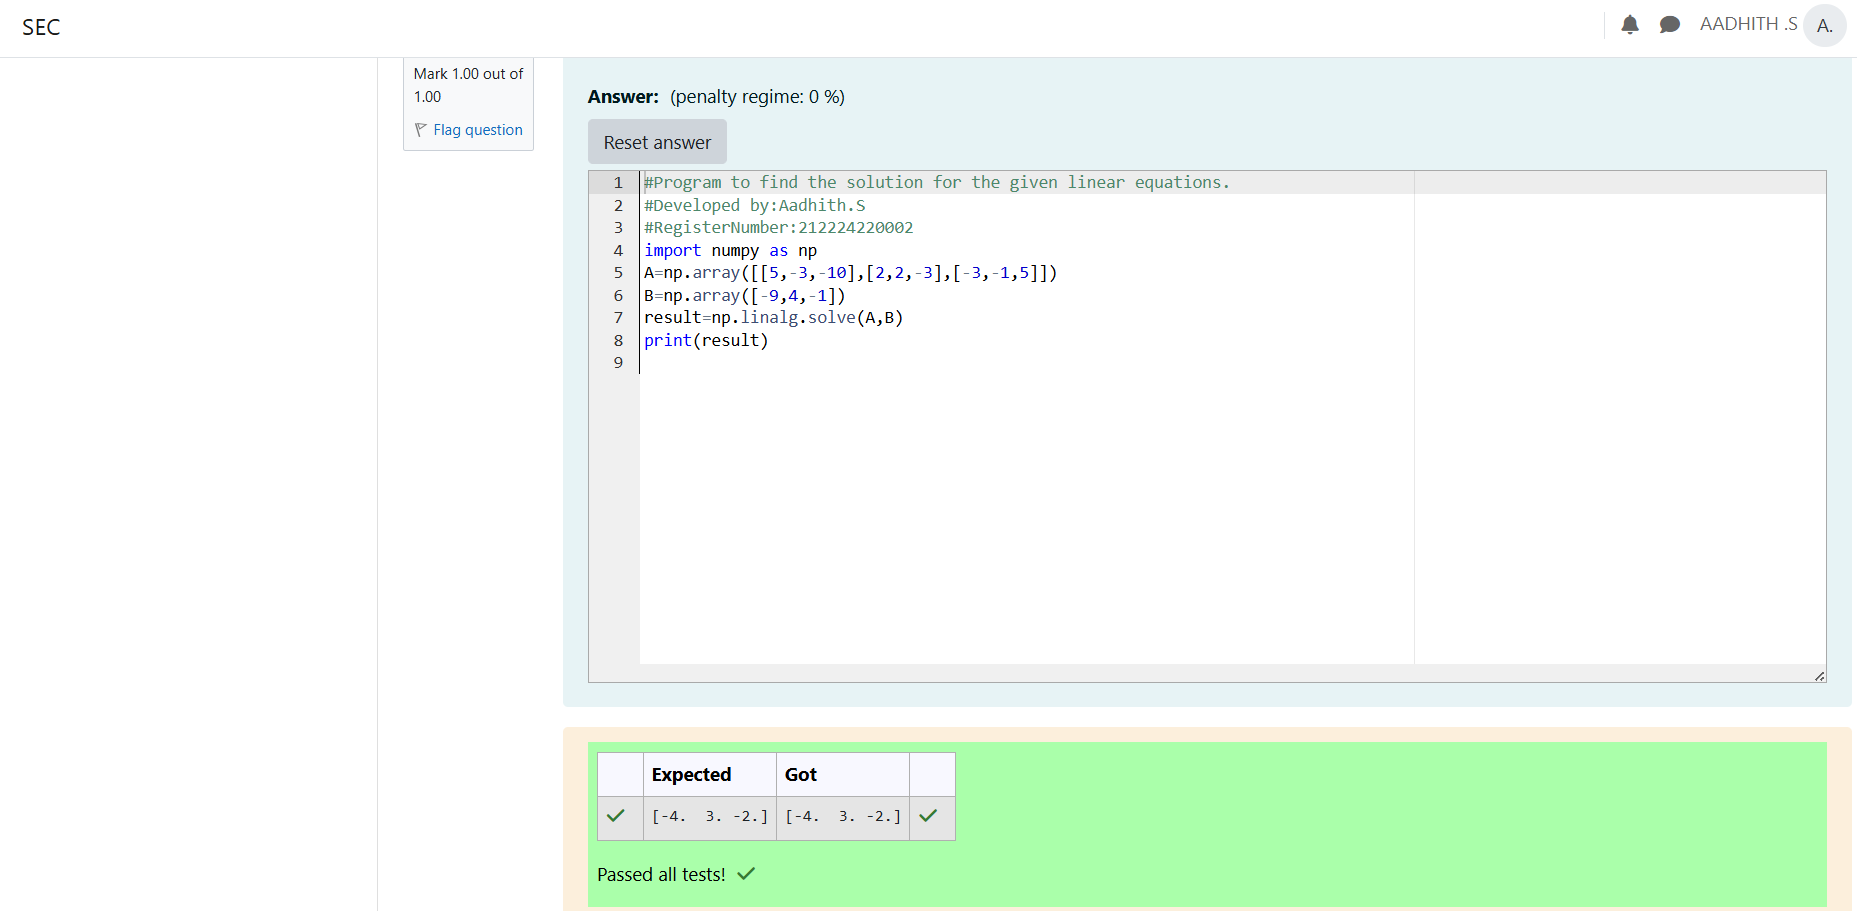 SEC
AADHITH .S
A.
Mark 1.00 out of
1.00
Flag question
Answer: (penalty regime: 0 %)
Reset answer
1 #Program to find the solution for the given linear equations.
2 #Developed by:Aadhith.S
3 #RegisterNumber:212224220002
4 import numpy as np
5 A=np.array([[5,-3,-10],[2,2,-3],[-3,-1,5]])
6 B=np.array([-9,4,-1])
7 result=np.linalg.solve(A,B)
8 print(result)
9
Expected Got
[-4.  3. -2.] [-4.  3. -2.]
Passed all tests!